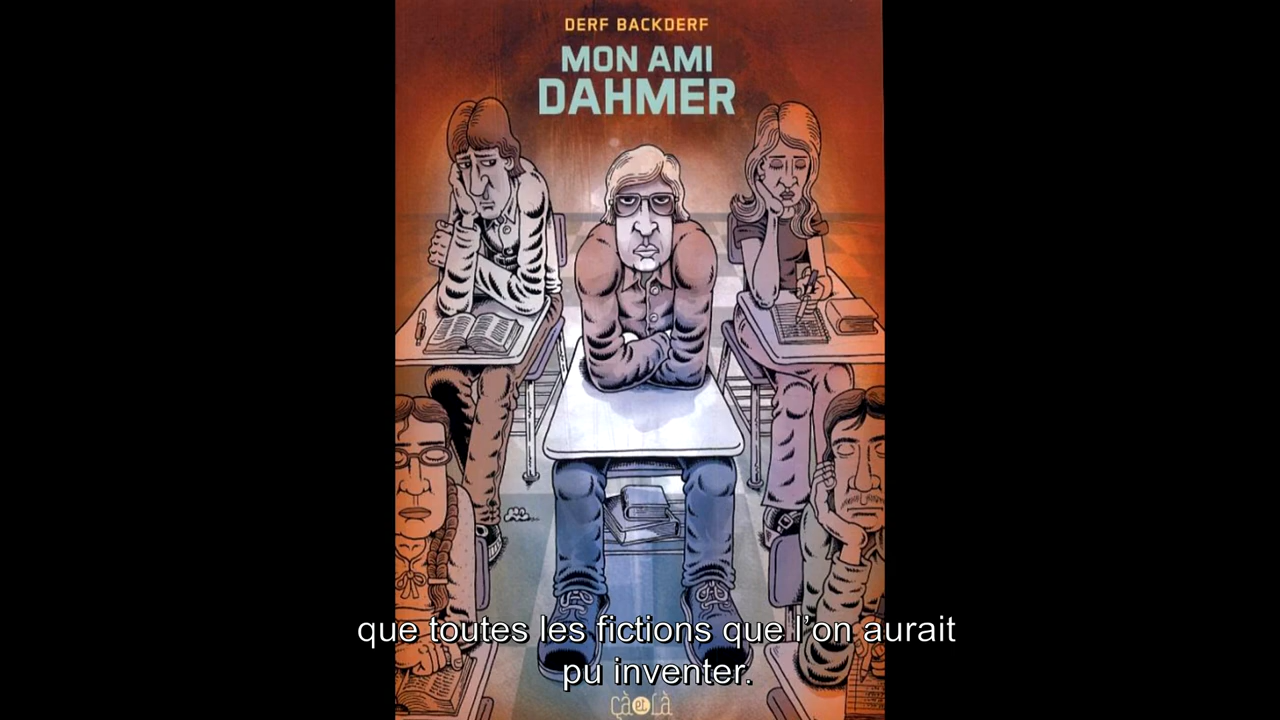 DERF BACKDERF
MON AMI
DAHMER
que toutes les fictions que l'on aurait
pu inventer.
çà et là